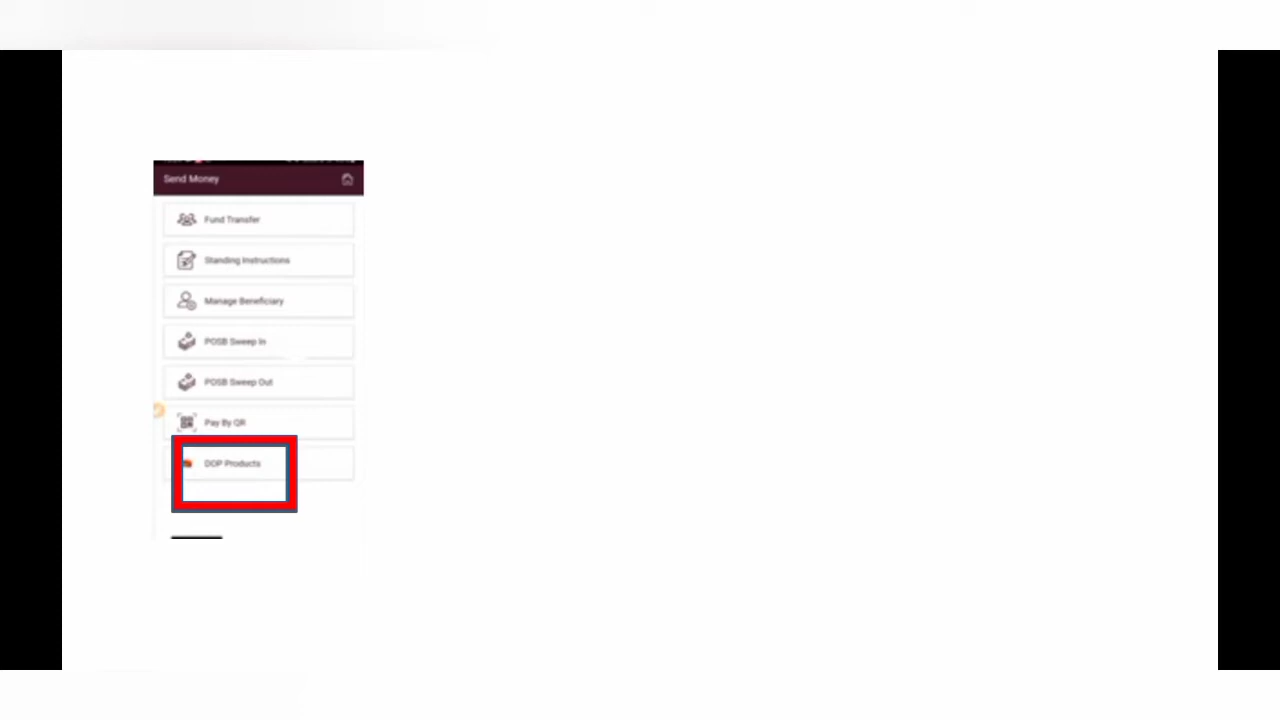 Send Money
Fund Transfer
Standing Instructions
Manage Beneficiary
POSB Sweep In
POSB Sweep Out
Pay By QR
DOP Products